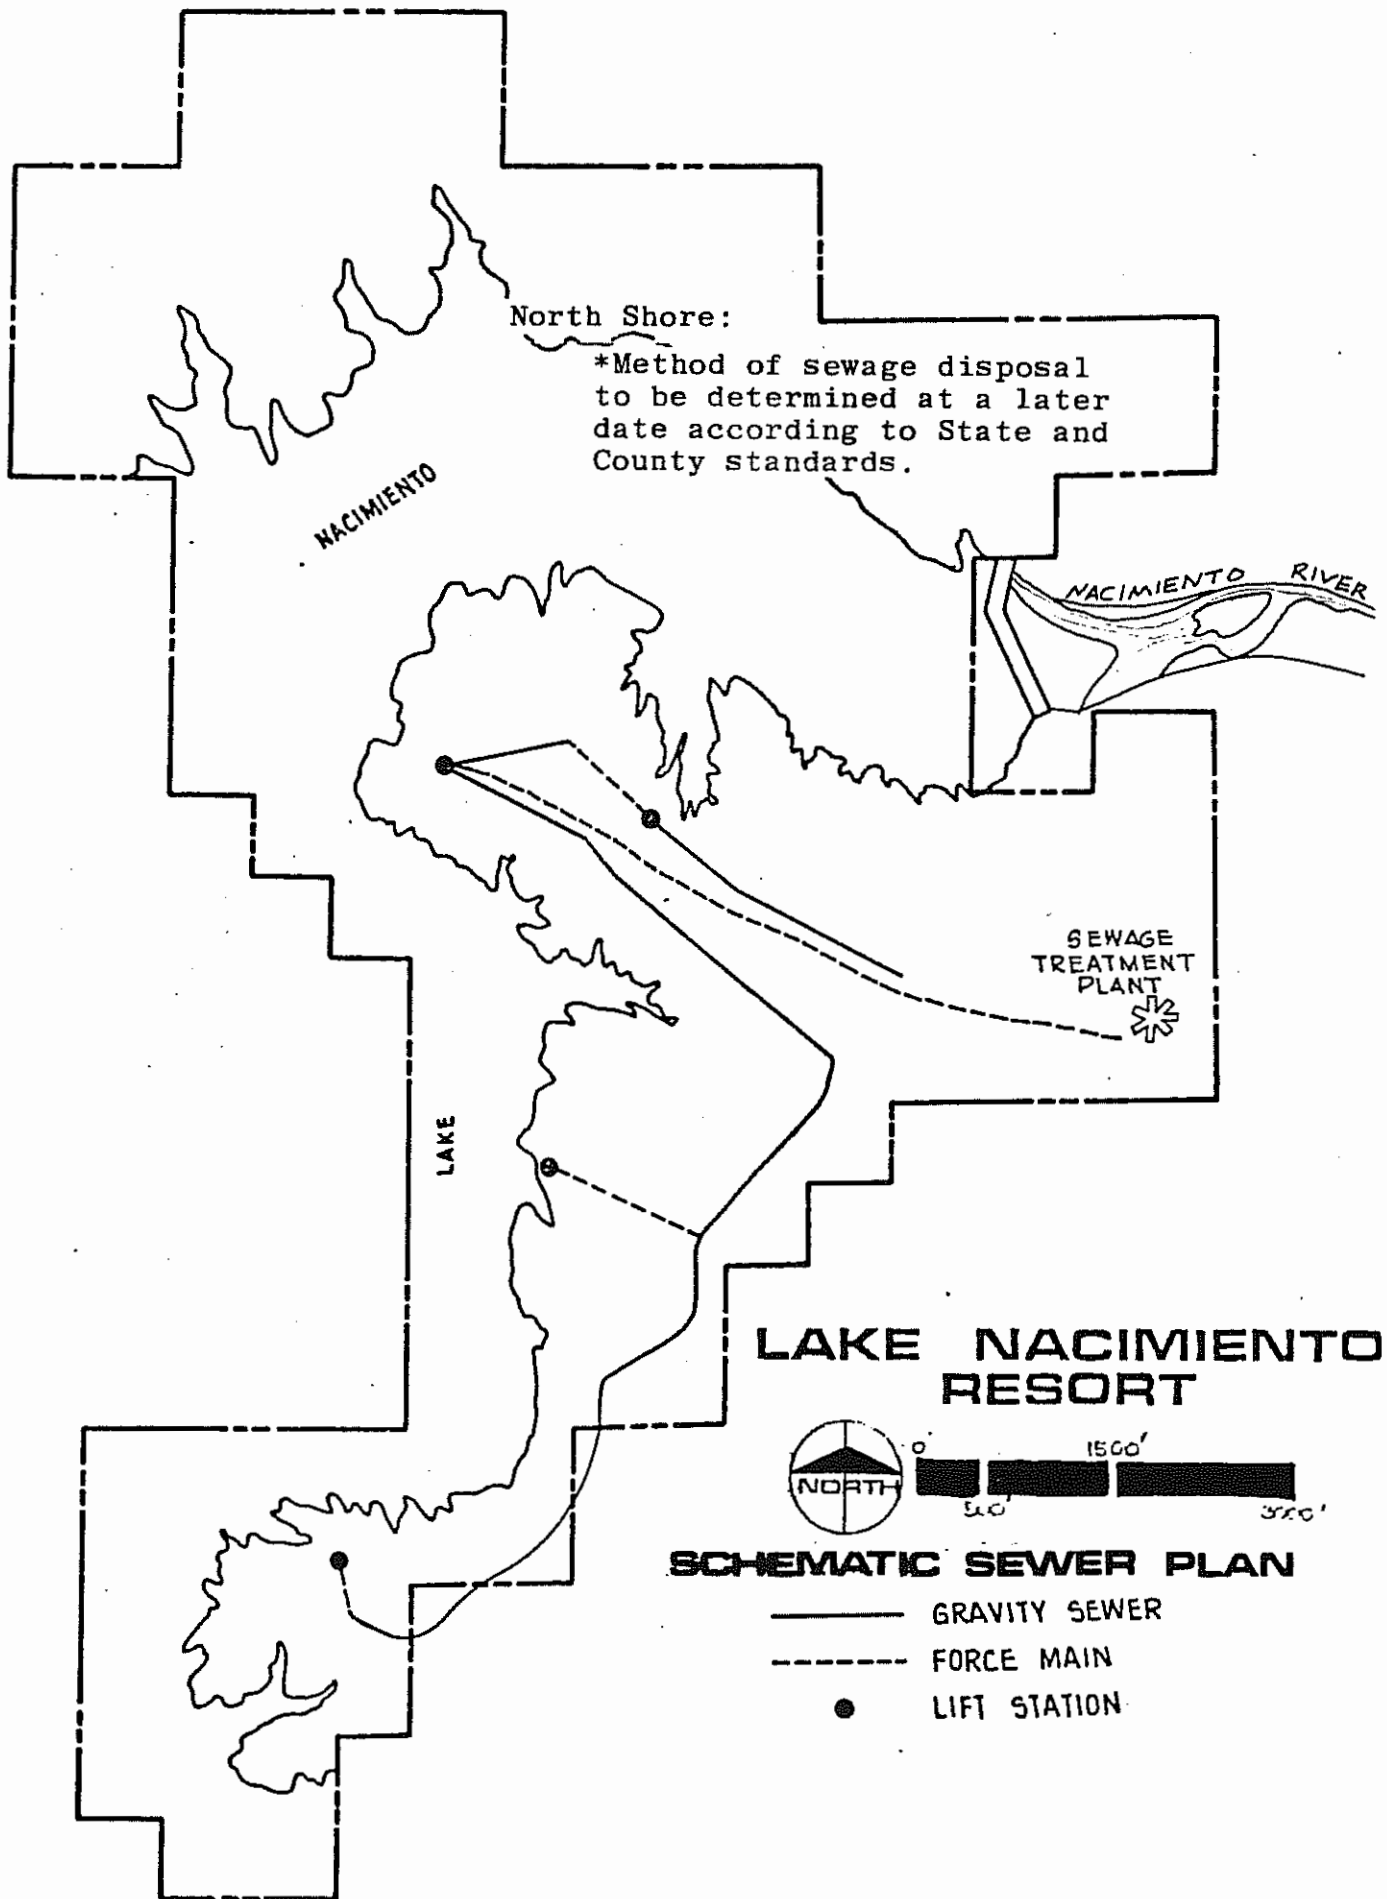 North Shore:
*Method of sewage disposal
to be determined at a later
date according to State and
County standards.
NACIMIENTO
NACIMIENTO RIVER
SEWAGE
TREATMENT
PLANT
LAKE
LAKE NACIMIENTO
RESORT
0'
1500'
NORTH
SCHEMATIC SEWER PLAN
GRAVITY SEWER
FORCE MAIN
LIFT STATION